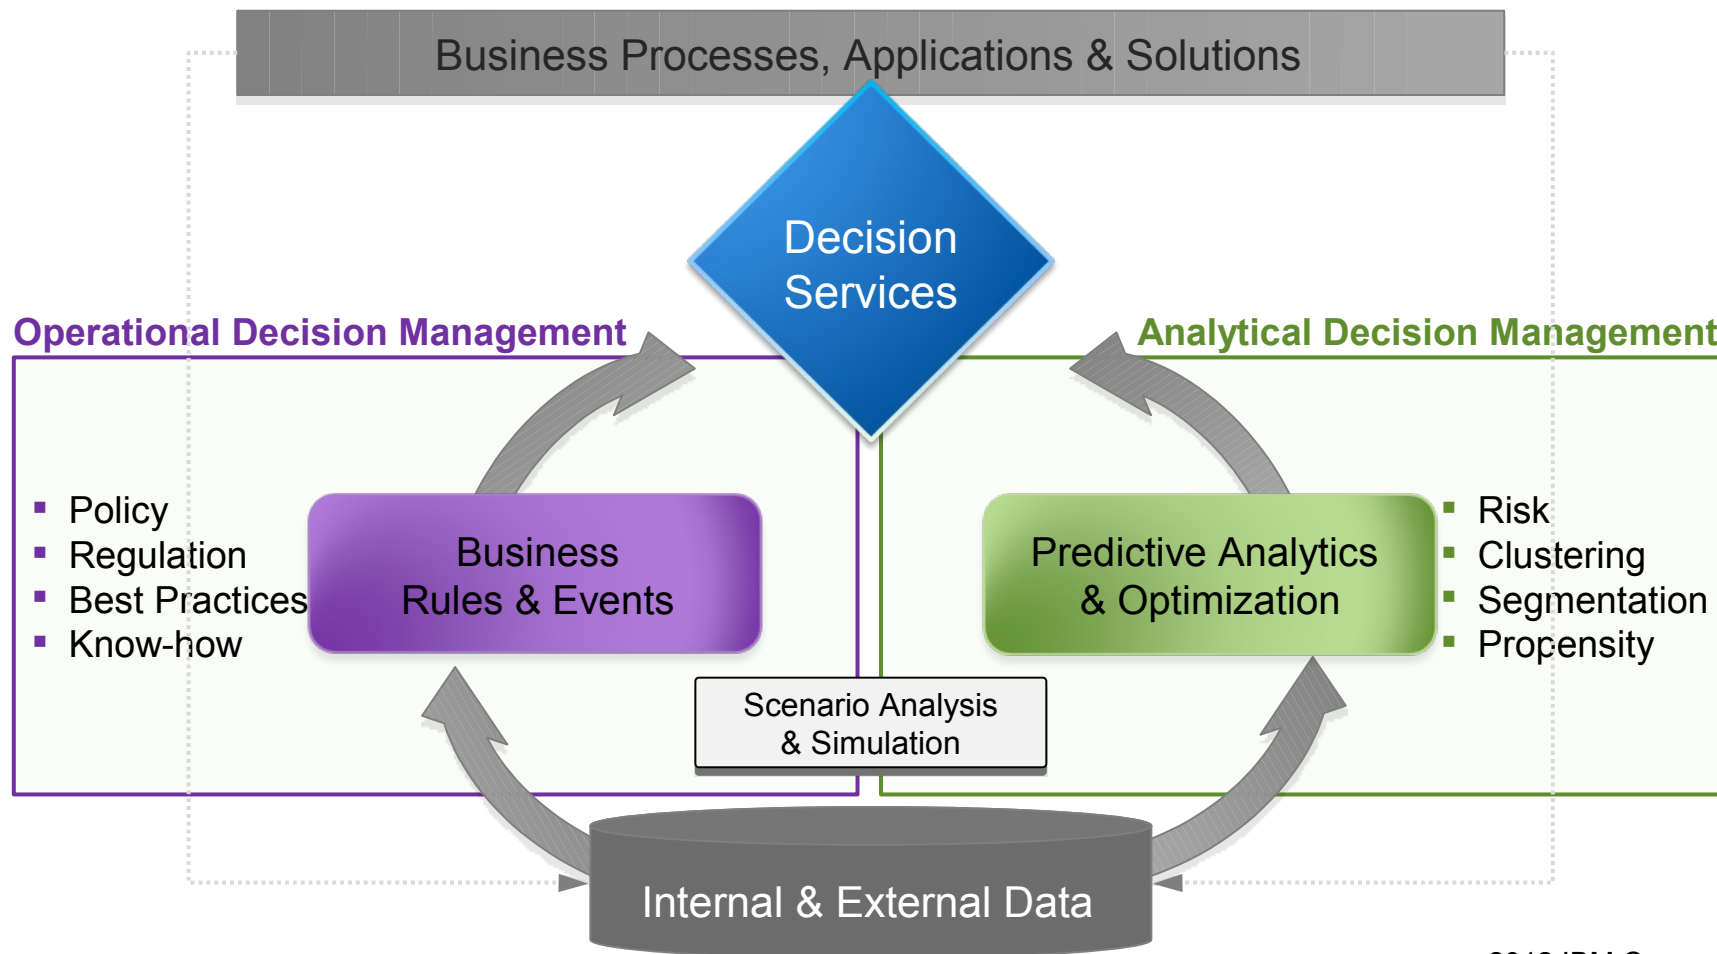 Business Processes, Applications & Solutions
Decision
Services
Operational Decision Management
Analytical Decision Management
▪ Policy
▪ Regulation
▪ Best Practices
▪ Know-how
Business
Rules & Events
Predictive Analytics
& Optimization
▪ Risk
▪ Clustering
▪ Segmentation
▪ Propensity
Scenario Analysis
& Simulation
Internal & External Data
IBM